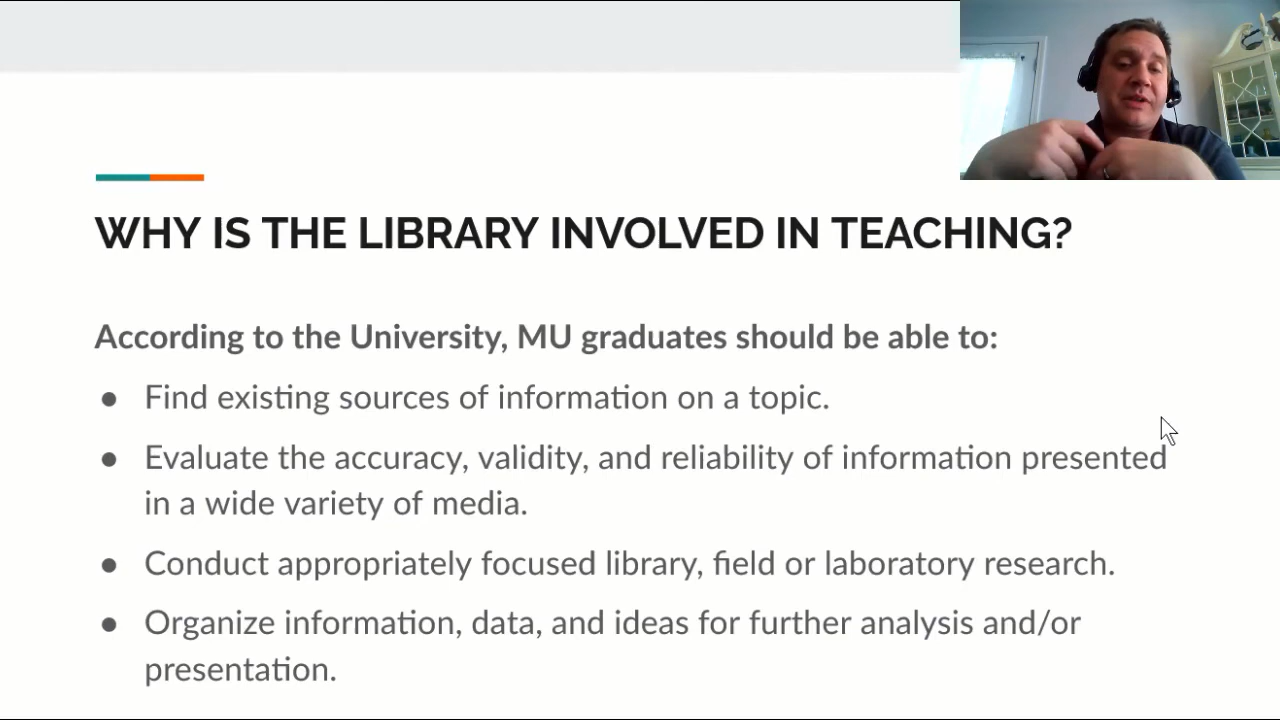 WHY IS THE LIBRARY INVOLVED IN TEACHING?
According to the University, MU graduates should be able to:
● Find existing sources of information on a topic.
● Evaluate the accuracy, validity, and reliability of information presented
in a wide variety of media.
● Conduct appropriately focused library, field or laboratory research.
● Organize information, data, and ideas for further analysis and/or
presentation.